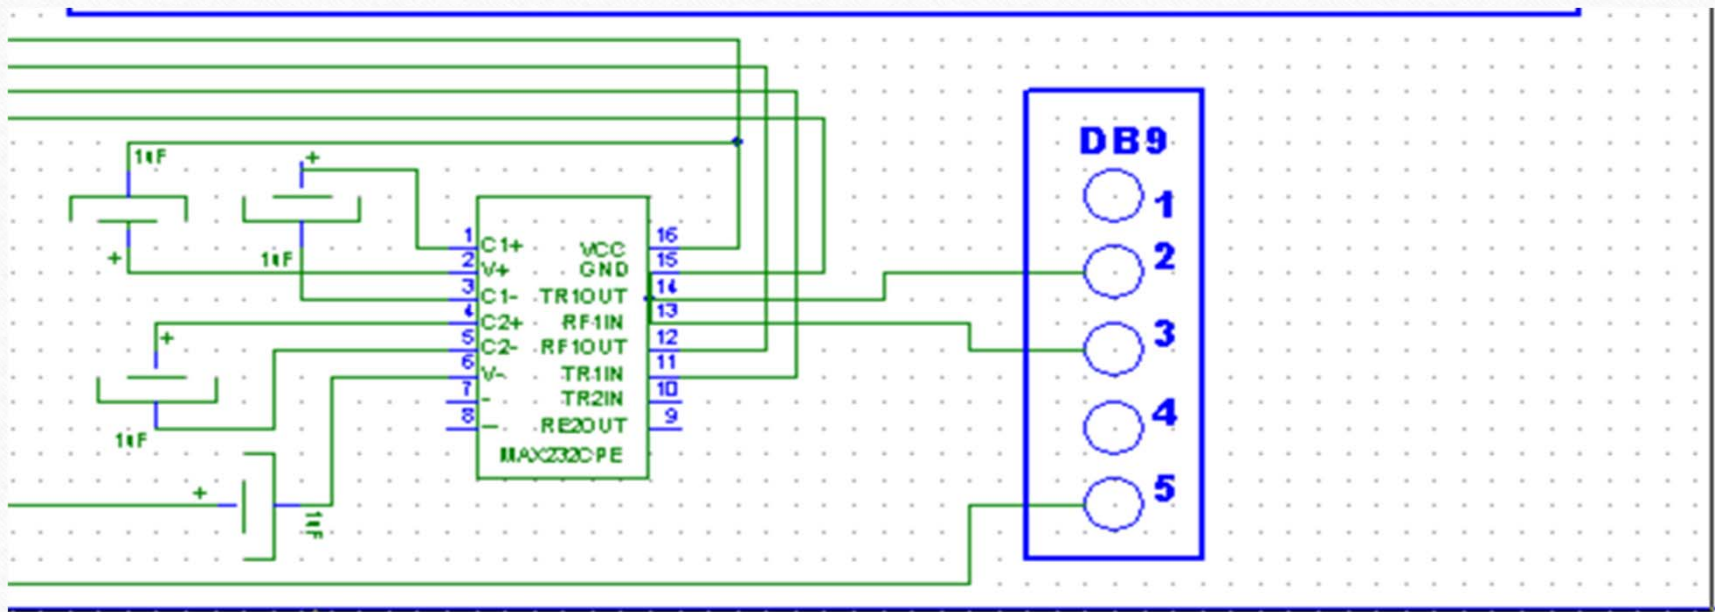 1uF
+
+
1uF
+
1uF
+
1uF
1
2
3
4
5
6
7
8
C1+
V+
C1-
C2+
C2-
V-
-
—
VCC
GND
TR1OUT
RF1IN
RF1OUT
TR1IN
TR2IN
RE2OUT
MAX232CPE
16
15
14
13
12
11
10
9
DB9
1
2
3
4
5